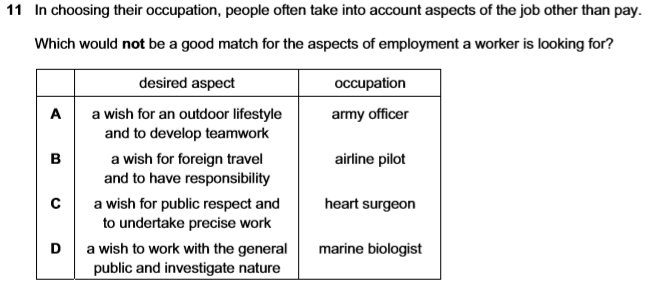 11 In choosing their occupation, people often take into account aspects of the job other than pay.
Which would not be a good match for the aspects of employment a worker is looking for?
desired aspect occupation
A a wish for an outdoor lifestyle army officer
and to develop teamwork
B a wish for foreign travel airline pilot
and to have responsibility
C a wish for public respect and heart surgeon
to undertake precise work
D a wish to work with the general marine biologist
public and investigate nature